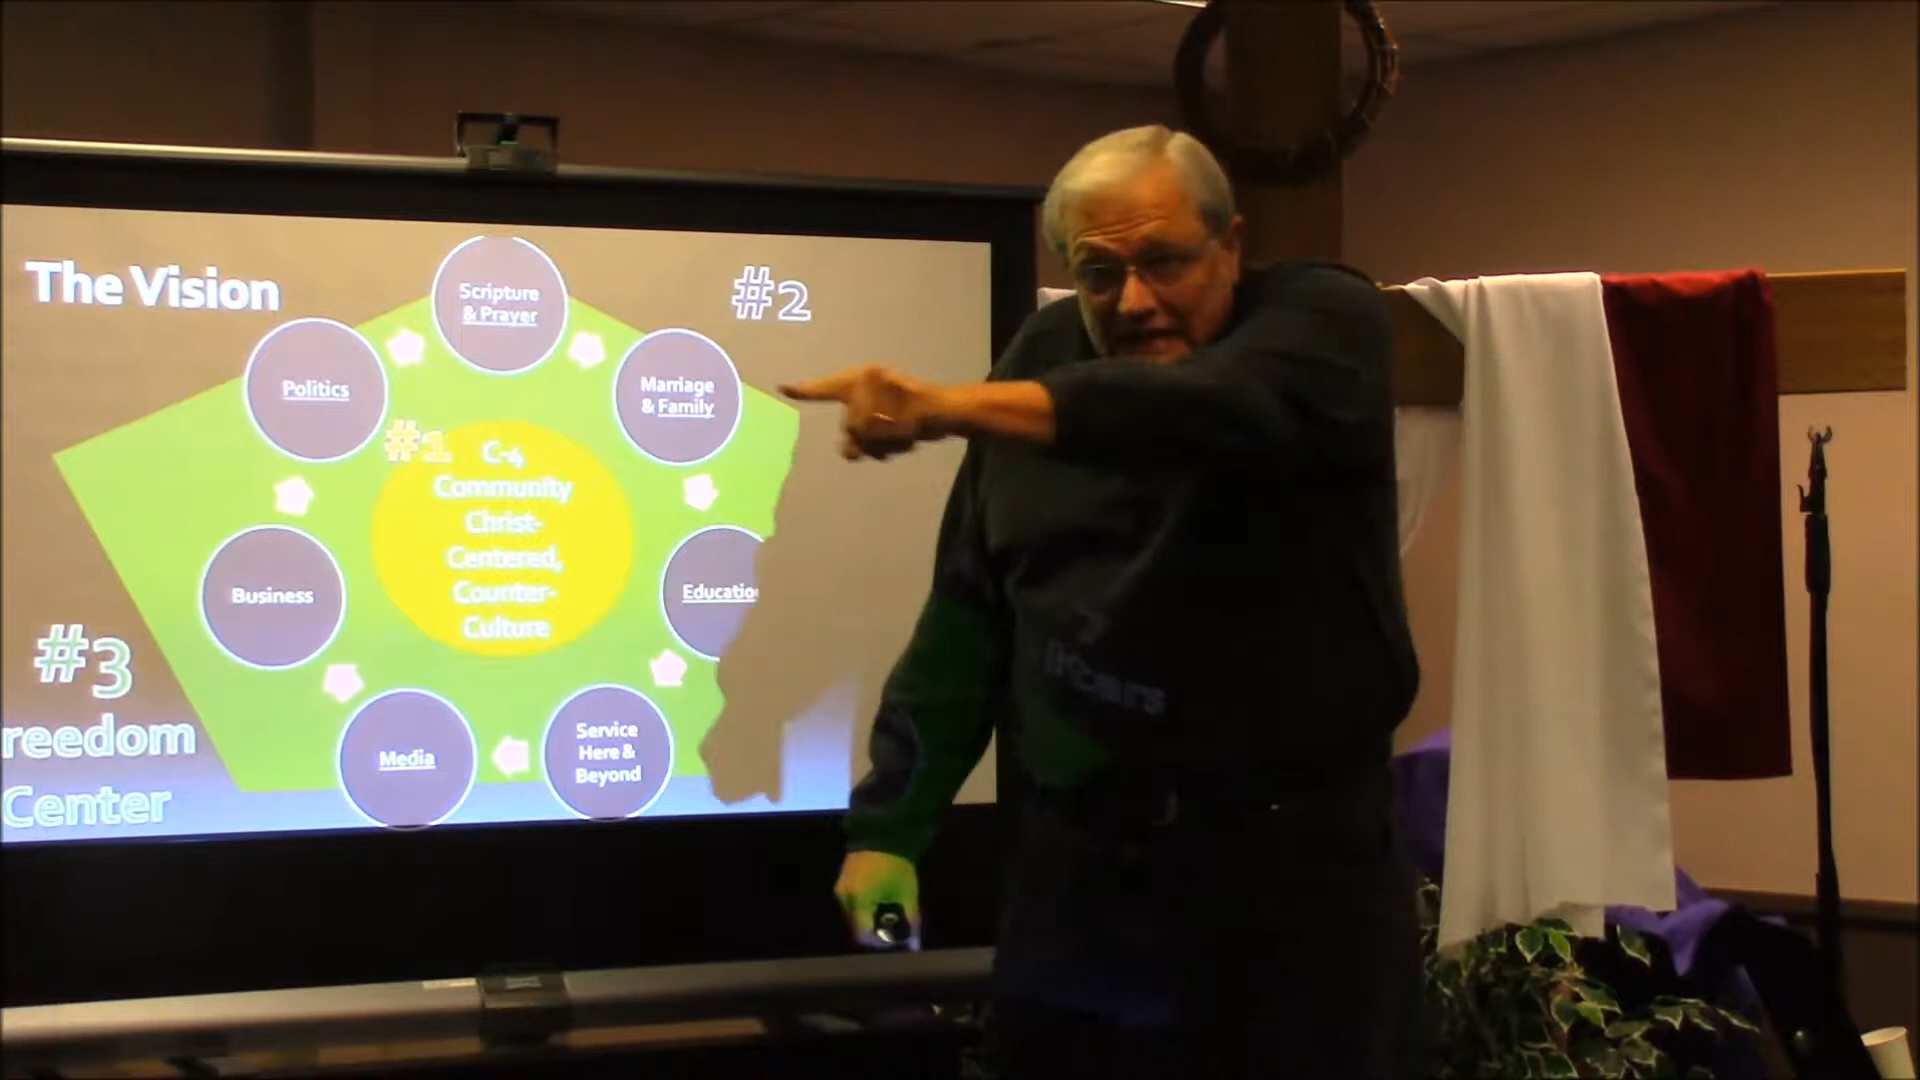 The Vision
#2
Scripture
& Prayer
Marriage
& Family
Politics
#1
C-4
Community
Christ-
Centered,
Counter-
Culture
Business
Educatio
#3
reedom
Center
Media
Service
Here &
Beyond